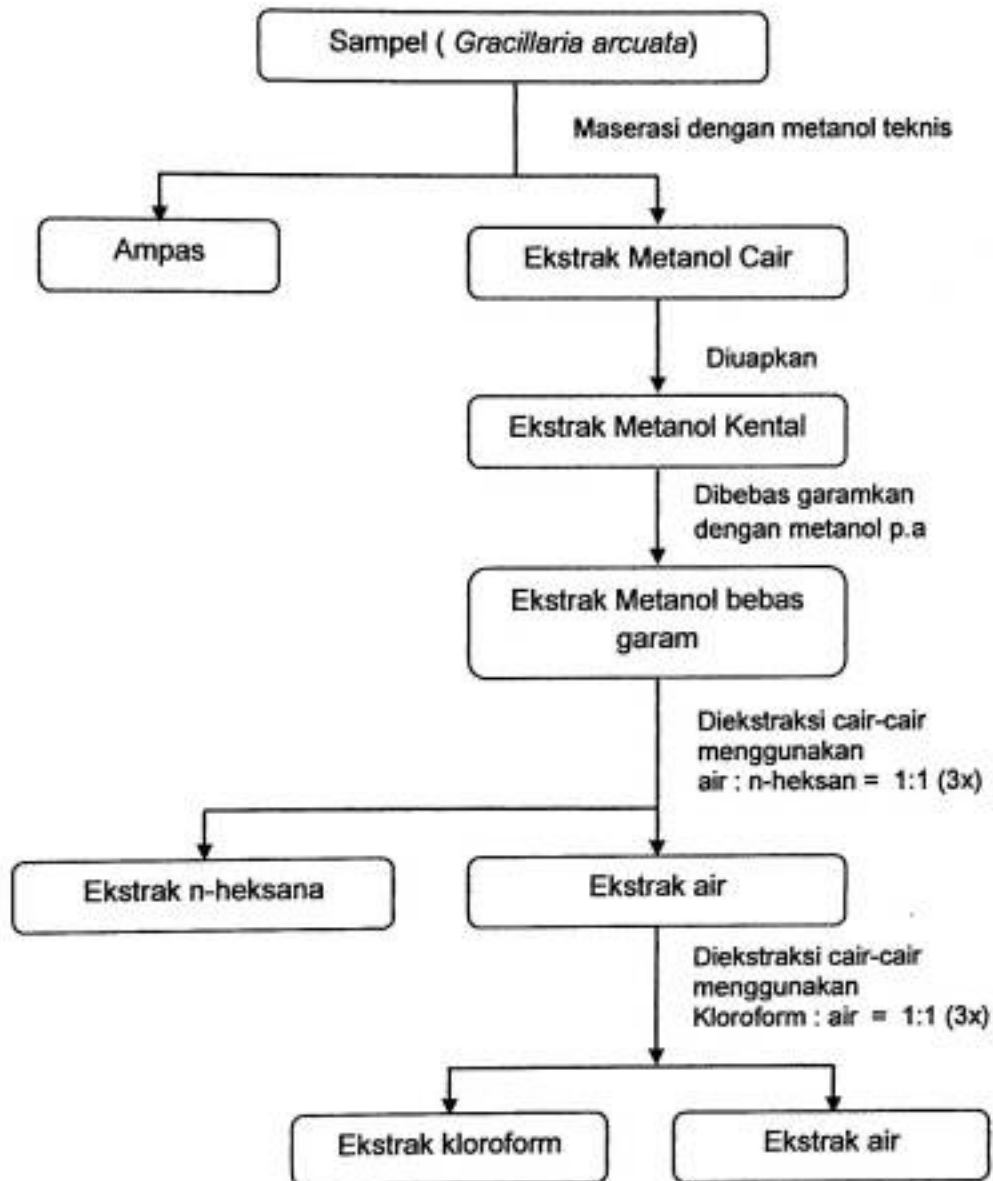 Sampel ( Gracillaria arcuata)
Maserasi dengan metanol teknis
Ampas
Ekstrak Metanol Cair
Diuapkan
Ekstrak Metanol Kental
Dibebas garamkan
dengan metanol p.a
Ekstrak Metanol bebas
garam
Diekstraksi cair-cair
menggunakan
air : n-heksan = 1:1 (3x)
Ekstrak n-heksana
Ekstrak air
Diekstraksi cair-cair
menggunakan
Kloroform : air = 1:1 (3x)
Ekstrak kloroform
Ekstrak air